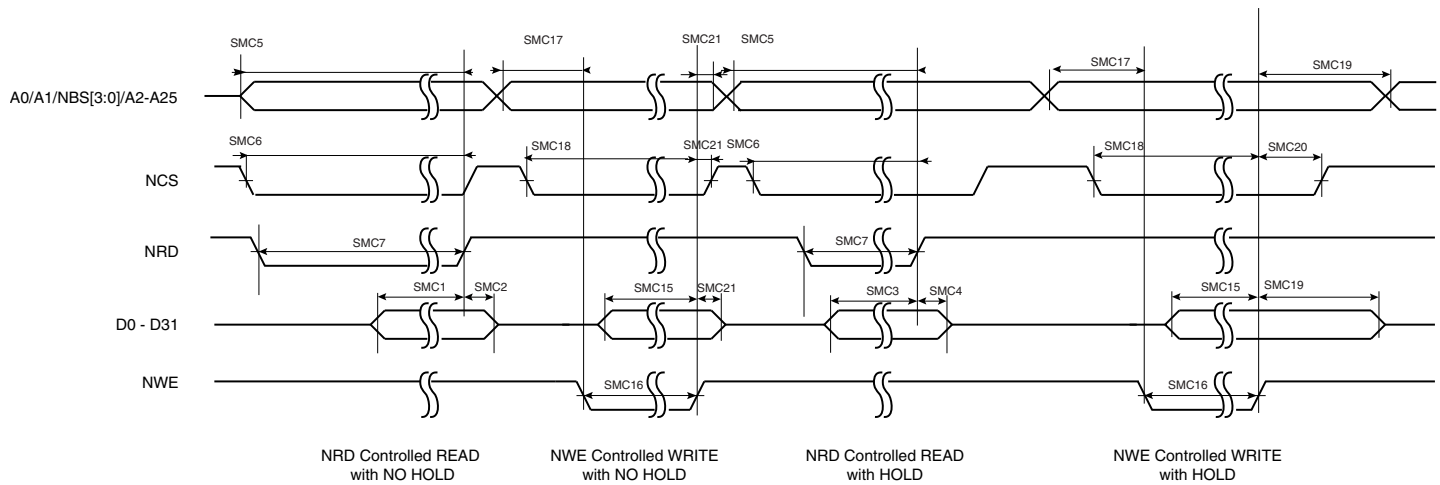 SMC5 SMC17 SMC21 SMC5 SMC17 SMC19
A0/A1/NBS[3:0]/A2-A25
SMC6 SMC18 SMC21 SMC6 SMC18 SMC20
NCS
NRD SMC7 SMC7
SMC1 SMC2 SMC15 SMC21 SMC3 SMC4 SMC15 SMC19
D0 - D31
NWE SMC16 SMC16
NRD Controlled READ
with NO HOLD
NWE Controlled WRITE
with NO HOLD
NRD Controlled READ
with HOLD
NWE Controlled WRITE
with HOLD